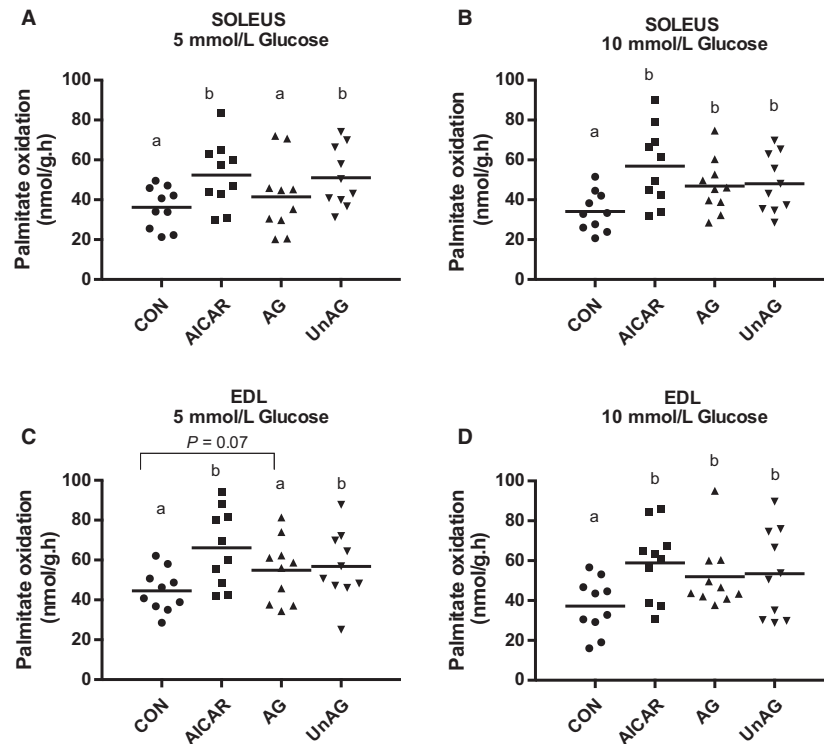 A
SOLEUS
5 mmol/L Glucose
Palmitate oxidation
(nmol/g.h)
100
80
60
40
20
0
a
b
a
b
CON
AICAR
AG
UnAG
B
SOLEUS
10 mmol/L Glucose
Palmitate oxidation
(nmol/g.h)
100
80
60
40
20
0
a
b
b
b
CON
AICAR
AG
UnAG
C
EDL
5 mmol/L Glucose
P = 0.07
Palmitate oxidation
(nmol/g.h)
100
80
60
40
20
0
a
b
a
b
CON
AICAR
AG
UnAG
D
EDL
10 mmol/L Glucose
Palmitate oxidation
(nmol/g.h)
100
80
60
40
20
0
a
b
b
b
CON
AICAR
AG
UnAG